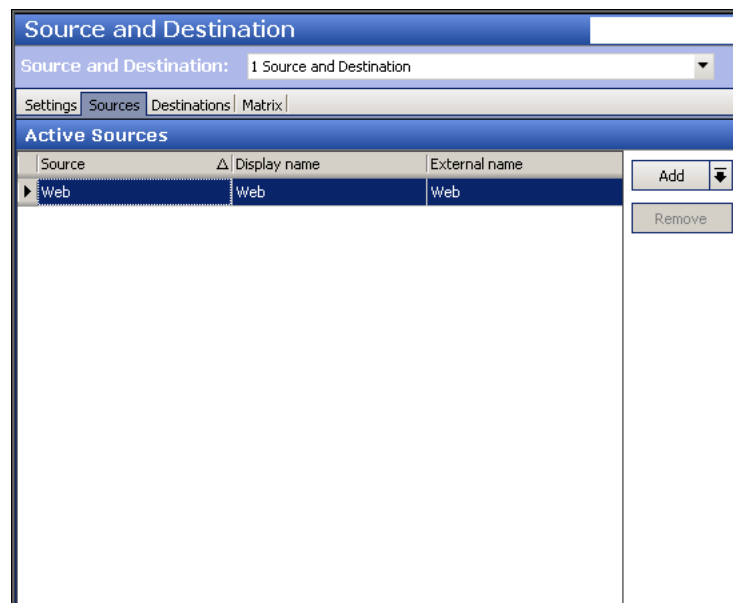 Source and Destination
Source and Destination: 1 Source and Destination
Settings Sources Destinations Matrix
Active Sources
Source Display name External name
Add
Web Web Web
Remove